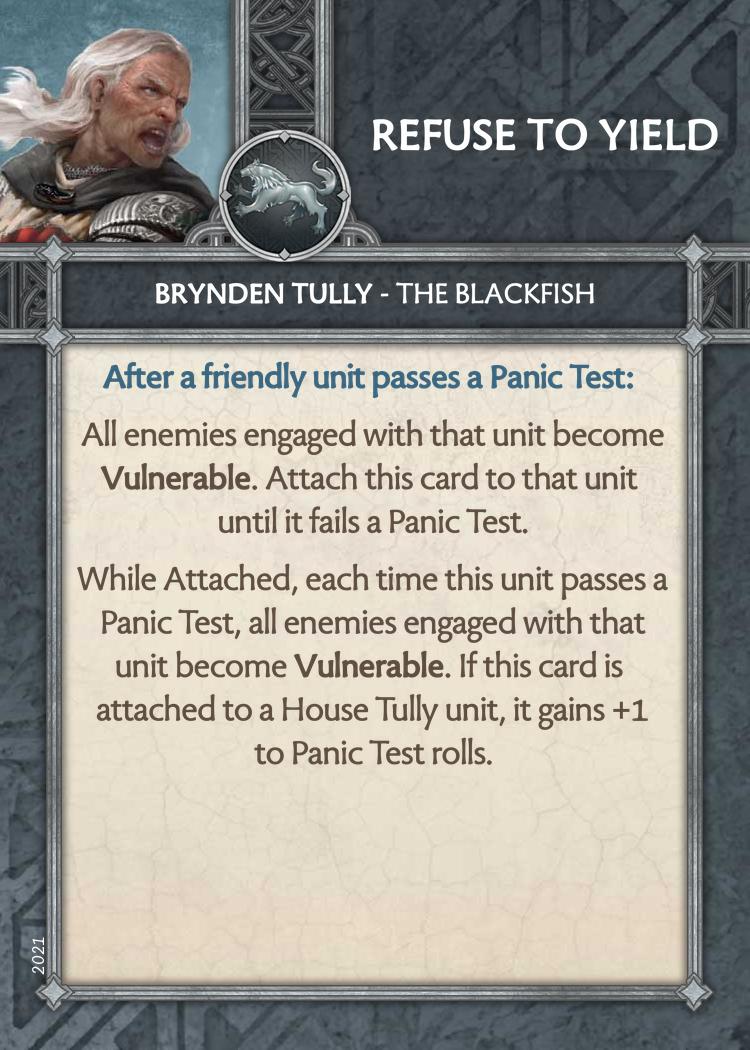 REFUSE TO YIELD
BRYNDEN TULLY - THE BLACKFISH
After a friendly unit passes a Panic Test:
All enemies engaged with that unit become
Vulnerable. Attach this card to that unit
until it fails a Panic Test.
While Attached, each time this unit passes a
Panic Test, all enemies engaged with that
unit become Vulnerable. If this card is
attached to a House Tully unit, it gains +1
to Panic Test rolls.
2021